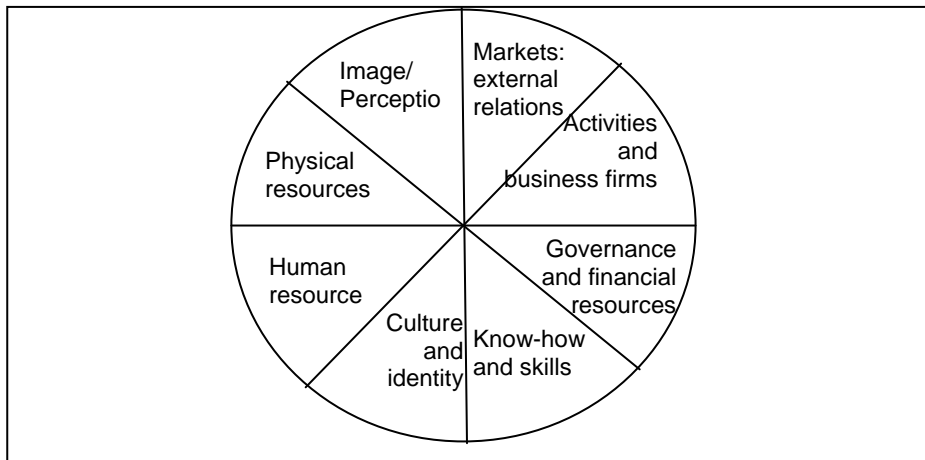 Image/
Perceptio
Markets:
external
relations
Activities
and
business firms
Physical
resources
Governance
and financial
resources
Human
resource
Culture
and
identity
Know-how
and skills